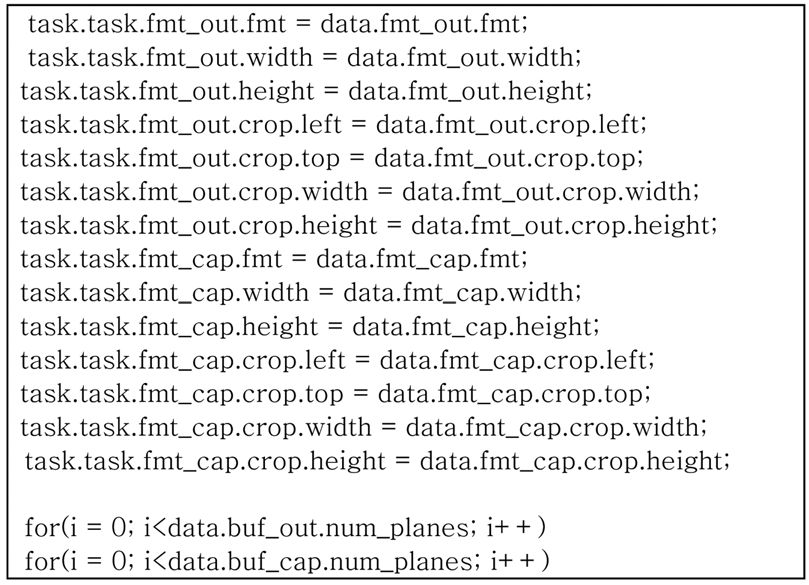 task.task.fmt_out.fmt = data.fmt_out.fmt;
task.task.fmt_out.width = data.fmt_out.width;
task.task.fmt_out.height = data.fmt_out.height;
task.task.fmt_out.crop.left = data.fmt_out.crop.left;
task.task.fmt_out.crop.top = data.fmt_out.crop.top;
task.task.fmt_out.crop.width = data.fmt_out.crop.width;
task.task.fmt_out.crop.height = data.fmt_out.crop.height;
task.task.fmt_cap.fmt = data.fmt_cap.fmt;
task.task.fmt_cap.width = data.fmt_cap.width;
task.task.fmt_cap.height = data.fmt_cap.height;
task.task.fmt_cap.crop.left = data.fmt_cap.crop.left;
task.task.fmt_cap.crop.top = data.fmt_cap.crop.top;
task.task.fmt_cap.crop.width = data.fmt_cap.crop.width;
task.task.fmt_cap.crop.height = data.fmt_cap.crop.height;
for(i = 0; i<data.buf_out.num_planes; i++)
for(i = 0; i<data.buf_cap.num_planes; i++)